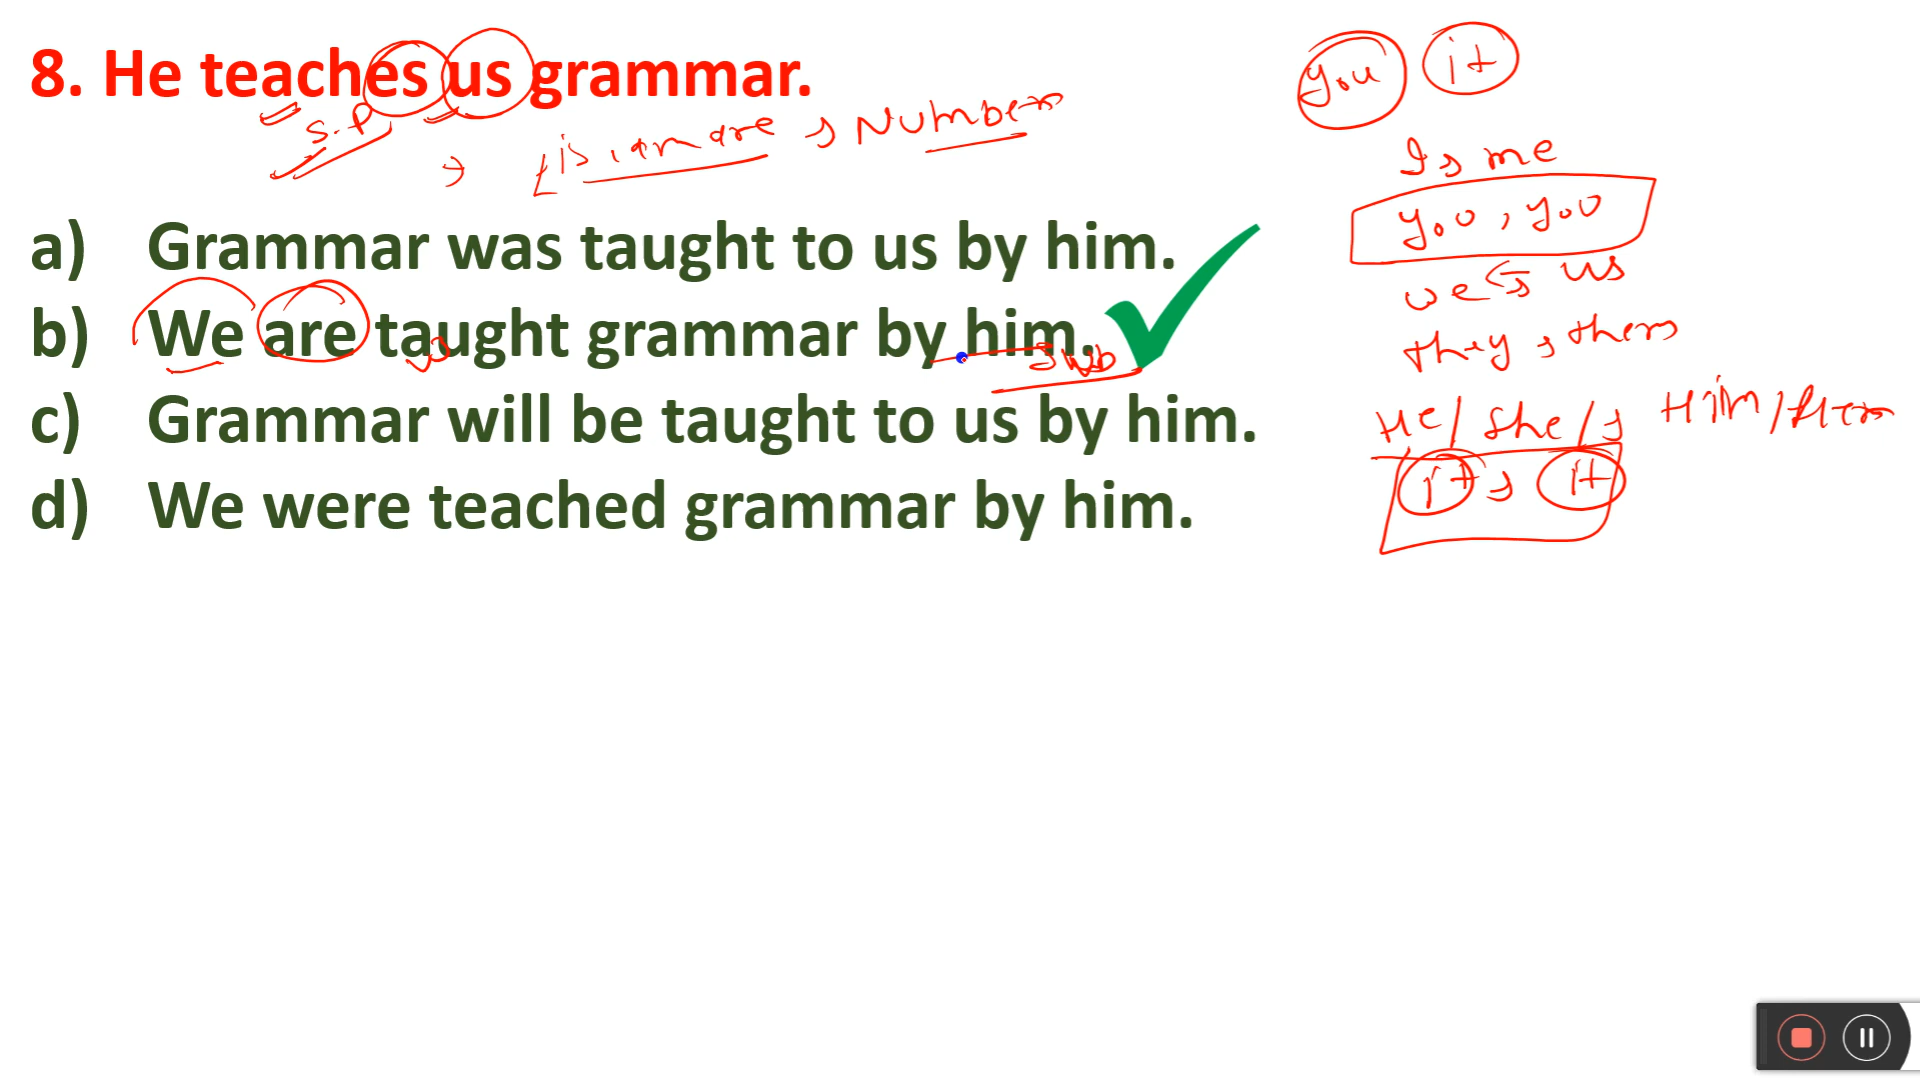 8. He teaches us grammar.
you it
S.P
is, am are Number
I me
a) Grammar was taught to us by him.
you, you
we us
b) We are taught grammar by him.
sub
they thers
c) Grammar will be taught to us by him.
He/She/ Him/Her
it it
d) We were teached grammar by him.